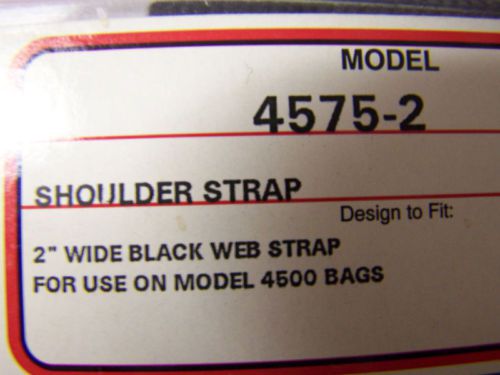 MODEL
4575-2
SHOULDER STRAP
Design to Fit:
2" WIDE BLACK WEB STRAP
FOR USE ON MODEL 4500 BAGS